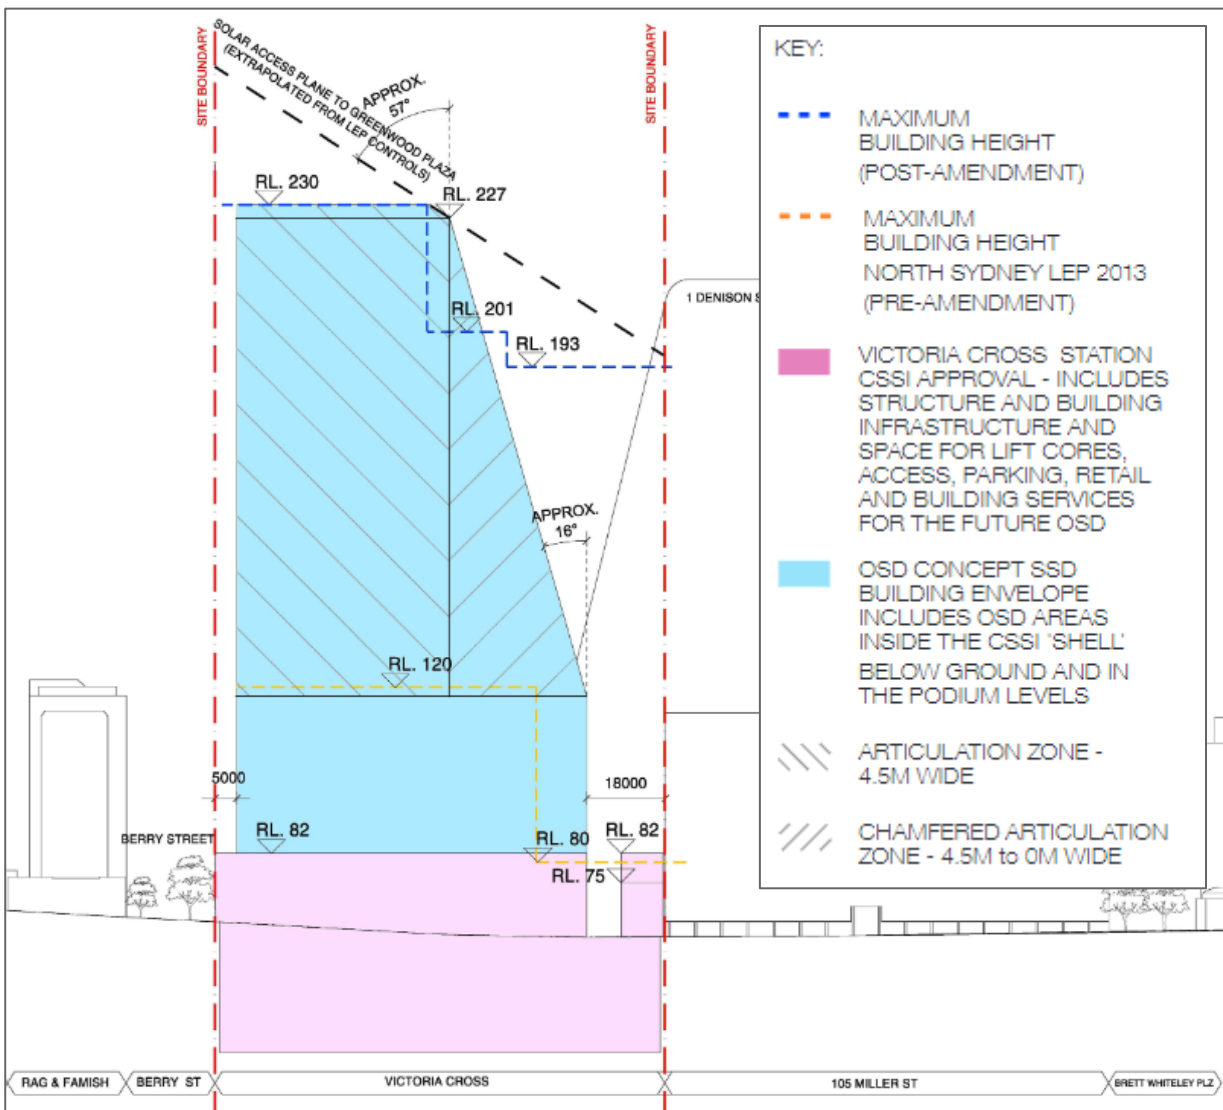 SITE BOUNDARY
SOLAR ACCESS PLANE TO GREENWOOD PLAZA
(EXTRAPOLATED FROM LEP CONTROLS)
APPROX.
57°
SITE BOUNDARY
RL. 230
RL. 227
RL. 201
RL. 193
1 DENISON S
APPROX.
16°
RL. 120
5000
18000
BERRY STREET
RL. 82
RL. 80
RL. 82
RL. 75
RAG & FAMISH
BERRY ST
VICTORIA CROSS
105 MILLER ST
BRETT WHITELEY PLZ
KEY:
MAXIMUM
BUILDING HEIGHT
(POST-AMENDMENT)
MAXIMUM
BUILDING HEIGHT
NORTH SYDNEY LEP 2013
(PRE-AMENDMENT)
VICTORIA CROSS STATION
CSSI APPROVAL - INCLUDES
STRUCTURE AND BUILDING
INFRASTRUCTURE AND
SPACE FOR LIFT CORES,
ACCESS, PARKING, RETAIL
AND BUILDING SERVICES
FOR THE FUTURE OSD
OSD CONCEPT SSD
BUILDING ENVELOPE
INCLUDES OSD AREAS
INSIDE THE CSSI 'SHELL'
BELOW GROUND AND IN
THE PODIUM LEVELS
ARTICULATION ZONE -
4.5M WIDE
CHAMFERED ARTICULATION
ZONE - 4.5M to 0M WIDE